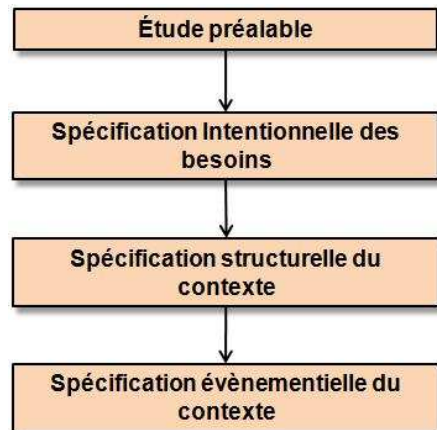 Étude préalable
Spécification Intentionnelle des
besoins
Spécification structurelle du
contexte
Spécification évènementielle du
contexte